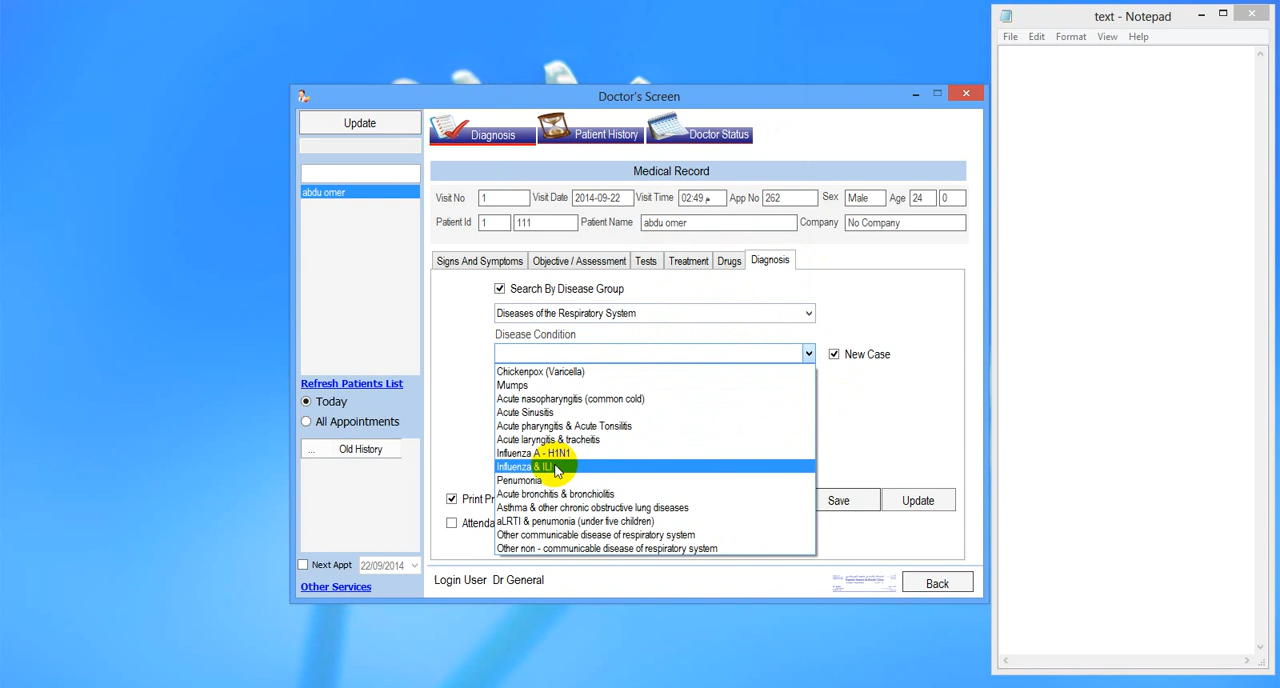 text - Notepad
File Edit Format View Help
Doctor's Screen
Update
abdu omer
Refresh Patients List
Today
All Appointments
... Old History
Next Appt 22/09/2014
Other Services
Diagnosis Patient History Doctor Status
Medical Record
Visit No 1 Visit Date 2014-09-22 Visit Time 02:49 م App No 262 Sex Male Age 24 0
Patient Id 1 111 Patient Name abdu omer Company No Company
Signs And Symptoms Objective / Assessment Tests Treatment Drugs Diagnosis
Search By Disease Group
Diseases of the Respiratory System
Disease Condition
New Case
Chickenpox (Varicella)
Mumps
Acute nasopharyngitis (common cold)
Acute Sinusitis
Acute pharyngitis & Acute Tonsilitis
Acute laryngitis & tracheitis
Influenza A - H1N1
Influenza & ILI
Penumonia
Acute bronchitis & bronchiolitis
Asthma & other chronic obstructive lung diseases
aLRTI & penumonia (under five children)
Other communicable disease of respiratory system
Other non - communicable disease of respiratory system
Print Pr
Attenda
Save Update
Login User Dr General
Back